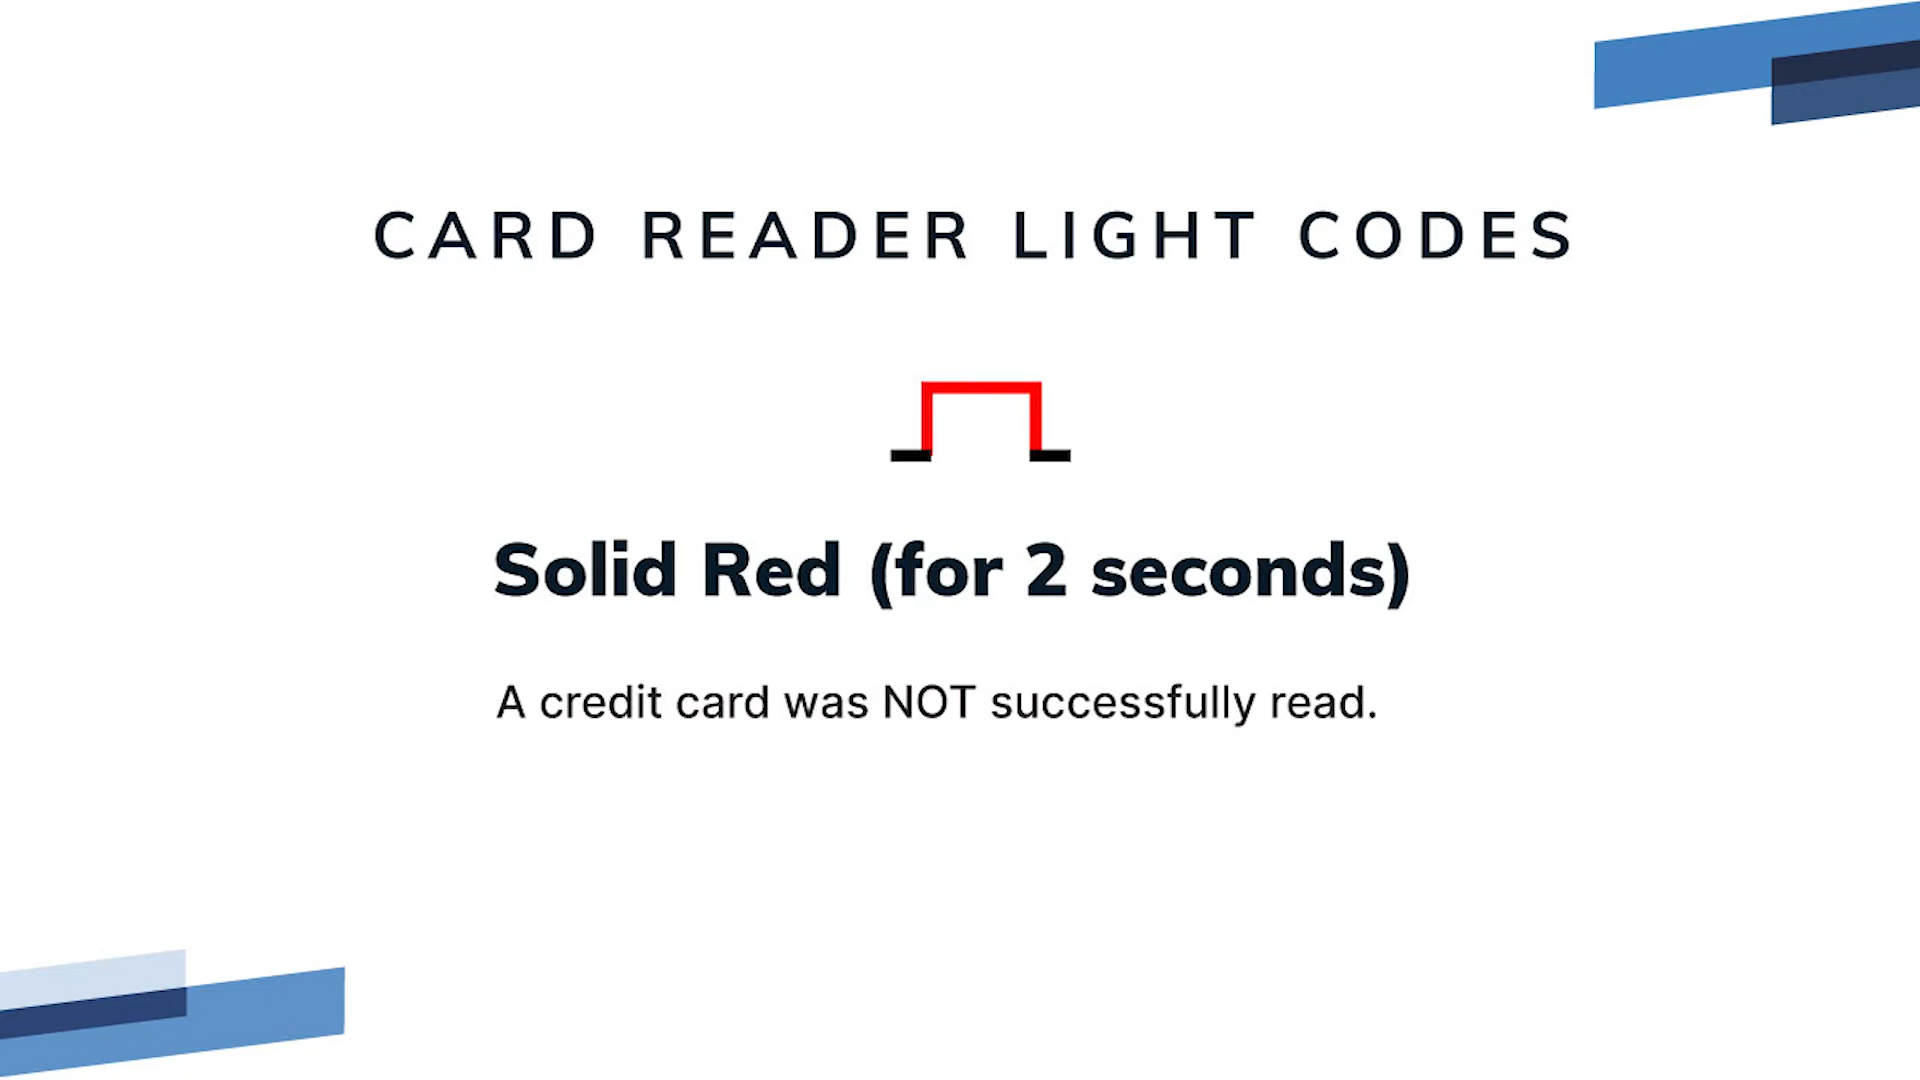 CARD READER LIGHT CODES
Solid Red (for 2 seconds)
A credit card was NOT successfully read.